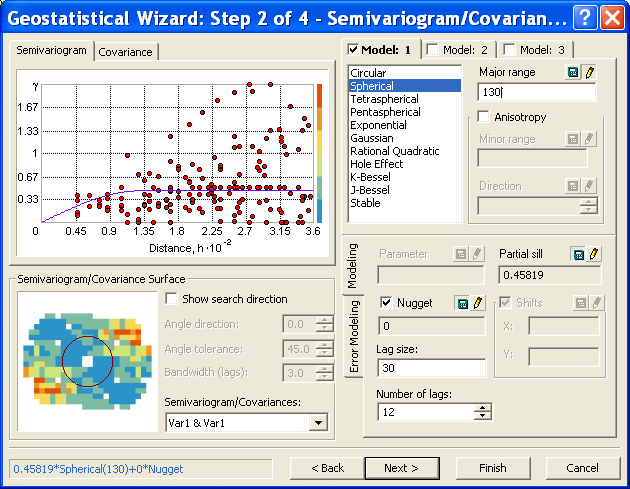 Geostatistical Wizard: Step 2 of 4 - Semivariogram/Covarian...
Semivariogram
Covariance
γ
1.67
1.33
1
0.67
0.33
0 0.45 0.9 1.35 1.8 2.25 2.7 3.15 3.6
Distance, h ·10⁻²
Semivariogram/Covariance Surface
Show search direction
Angle direction: 0.0
Angle tolerance: 45.0
Bandwidth (lags): 3.0
Semivariogram/Covariances:
Var1 & Var1
Model: 1
Model: 2
Model: 3
Circular
Spherical
Tetraspherical
Pentaspherical
Exponential
Gaussian
Rational Quadratic
Hole Effect
K-Bessel
J-Bessel
Stable
Major range
130
Anisotropy
Minor range
Direction
Modeling
Error Modeling
Parameter
Partial sill
0.45819
Nugget
0
Shifts
X:
Y:
Lag size:
30
Number of lags:
12
0.45819*Spherical(130)+0*Nugget
< Back
Next >
Finish
Cancel